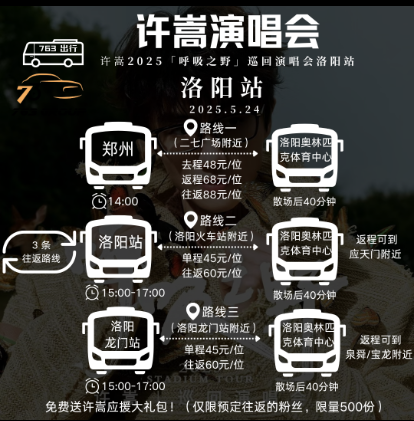 许嵩演唱会
763 出行
许嵩2025「呼吸之野」巡回演唱会洛阳站
7
洛阳站
2025.5.24
路线一
（二七广场附近）
郑州
去程48元/位
返程68元/位
往返88元/位
洛阳奥林匹
克体育中心
14:00
散场后40分钟
3 条
往返路线
路线二
（洛阳火车站附近）
洛阳站
单程45元/位
往返60元/位
洛阳奥林匹
克体育中心
返程可到
应天门附近
15:00-17:00
散场后40分钟
路线三
（洛阳龙门站附近）
洛阳
龙门站
单程45元/位
往返60元/位
洛阳奥林匹
克体育中心
返程可到
泉舜/宝龙附近
15:00-17:00
散场后40分钟
免费送许嵩应援大礼包！（仅限预定往返的粉丝，限量500份）